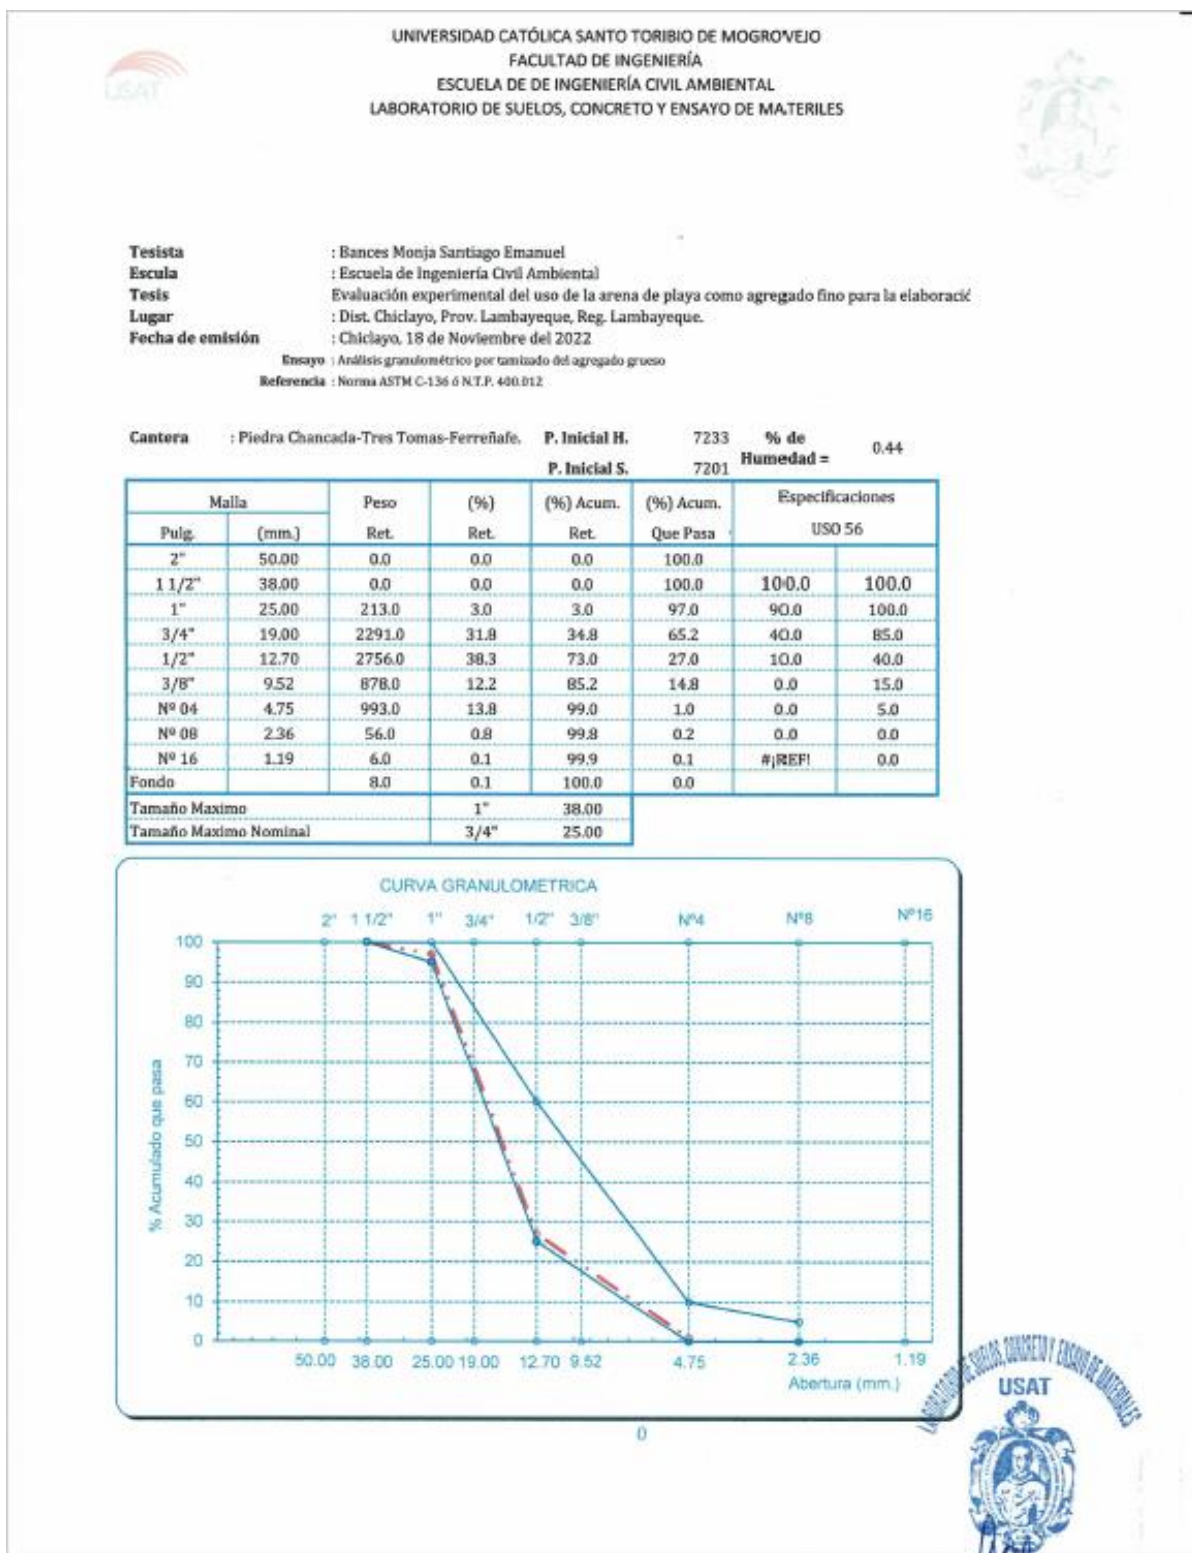 USAT
UNIVERSIDAD CATÓLICA SANTO TORIBIO DE MOGROVEJO
FACULTAD DE INGENIERÍA
ESCUELA DE DE INGENIERÍA CIVIL AMBIENTAL
LABORATORIO DE SUELOS, CONCRETO Y ENSAYO DE MATERILES
Tesista : Bances Monja Santiago Emanuel
Escula : Escuela de Ingeniería Civil Ambiental
Tesis Evaluación experimental del uso de la arena de playa como agregado fino para la elaboració
Lugar : Dist. Chiclayo, Prov. Lambayeque, Reg. Lambayeque.
Fecha de emisión : Chiclayo, 18 de Noviembre del 2022
Ensayo : Análisis granulométrico por tamizado del agregado grueso
Referencia : Norma ASTM C-136 ó N.T.P. 400.012
Cantera : Piedra Chancada-Tres Tomas-Ferreñafe. P. Inicial H. 7233 % de Humedad = 0.44
P. Inicial S. 7201
Malla Peso (%) (%) Acum. (%) Acum. Especificaciones
Pulg. (mm.) Ret. Ret. Ret. Que Pasa USO 56
2" 50.00 0.0 0.0 0.0 100.0
1 1/2" 38.00 0.0 0.0 0.0 100.0 100.0 100.0
1" 25.00 213.0 3.0 3.0 97.0 90.0 100.0
3/4" 19.00 2291.0 31.8 34.8 65.2 40.0 85.0
1/2" 12.70 2756.0 38.3 73.0 27.0 10.0 40.0
3/8" 9.52 878.0 12.2 85.2 14.8 0.0 15.0
Nº 04 4.75 993.0 13.8 99.0 1.0 0.0 5.0
Nº 08 2.36 56.0 0.8 99.8 0.2 0.0 0.0
Nº 16 1.19 6.0 0.1 99.9 0.1 #¡REF! 0.0
Fondo 8.0 0.1 100.0 0.0
Tamaño Maximo 1" 38.00
Tamaño Maximo Nominal 3/4" 25.00
CURVA GRANULOMETRICA
2" 1 1/2" 1" 3/4" 1/2" 3/8" Nº4 Nº8 Nº16
100
90
80
70
60
50
40
30
20
10
0
% Acumulado que pasa
50.00 38.00 25.00 19.00 12.70 9.52 4.75 2.36 1.19
Abertura (mm.)
0
LABORATORIO DE SUELOS, CONCRETO Y ENSAYO DE MATERIALES
USAT